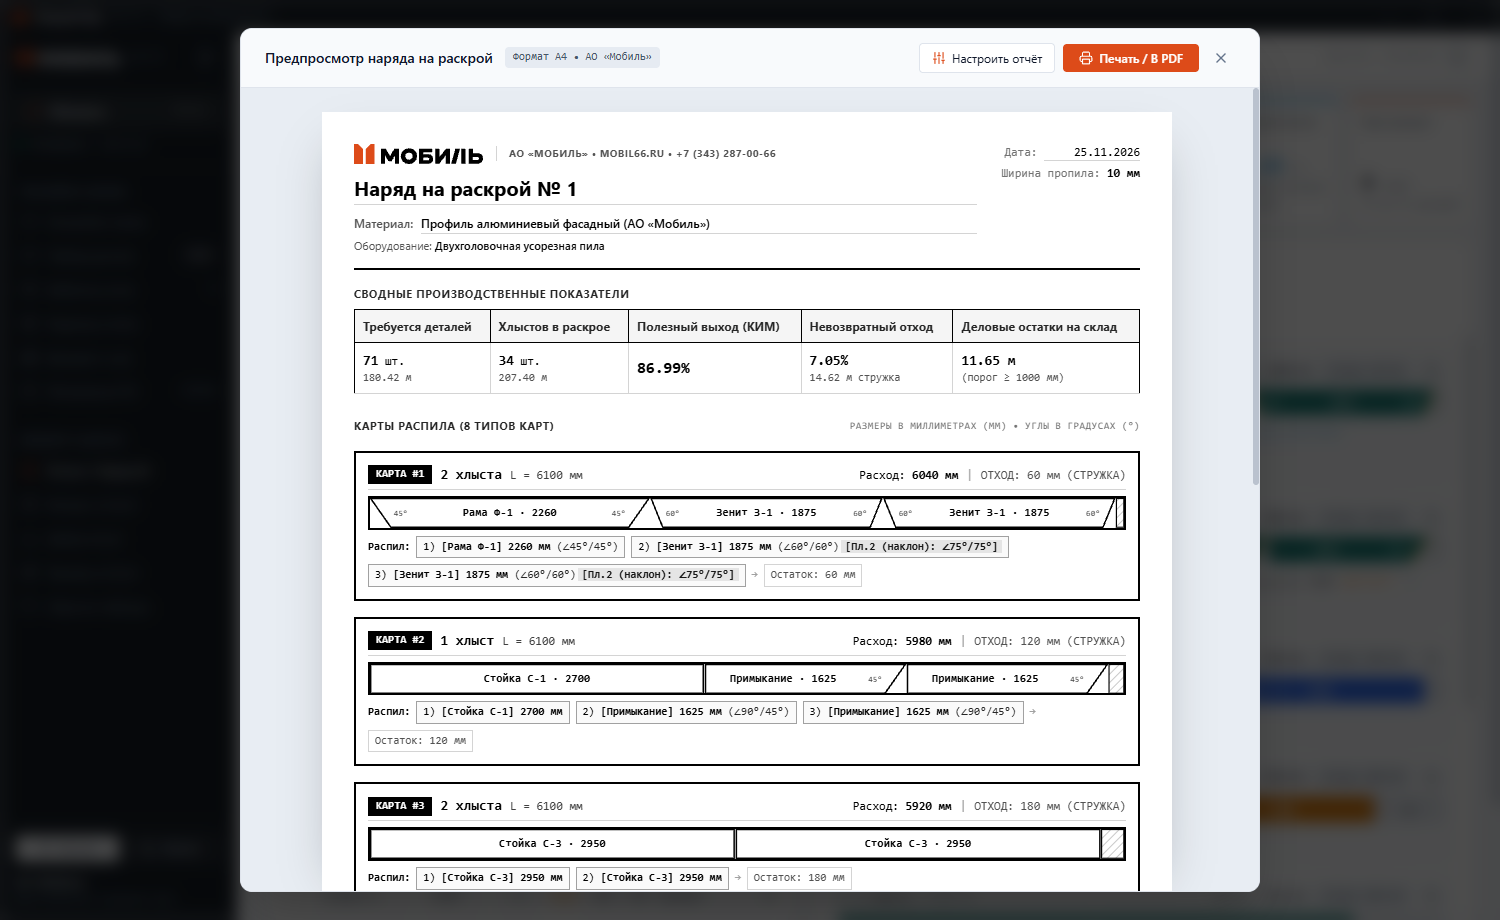 Предпросмотр наряда на раскрой
Формат А4 • АО «Мобиль»
Настроить отчёт
Печать / В PDF
МОБИЛЬ
АО «МОБИЛЬ» • MOBIL66.RU • +7 (343) 287-00-66
Дата: 25.11.2026
Ширина пропила: 10 мм
Наряд на раскрой № 1
Материал: Профиль алюминиевый фасадный (АО «Мобиль»)
Оборудование: Двухголовочная усорезная пила
СВОДНЫЕ ПРОИЗВОДСТВЕННЫЕ ПОКАЗАТЕЛИ
Требуется деталей Хлыстов в раскрое Полезный выход (КИМ) Невозвратный отход Деловые остатки на склад
71 шт. 34 шт. 86.99% 7.05% 11.65 м
180.42 м 207.40 м 14.62 м стружка (порог ≥ 1000 мм)
КАРТЫ РАСПИЛА (8 ТИПОВ КАРТ)
РАЗМЕРЫ В МИЛЛИМЕТРАХ (ММ) • УГЛЫ В ГРАДУСАХ (°)
КАРТА #1 2 хлыста L = 6100 мм Расход: 6040 мм | ОТХОД: 60 мм (СТРУЖКА)
45° Рама Ф-1 · 2260 45° 60° Зенит З-1 · 1875 60° 60° Зенит З-1 · 1875 60°
Распил: 1) [Рама Ф-1] 2260 мм (∠45°/45°) 2) [Зенит З-1] 1875 мм (∠60°/60°) [Пл.2 (наклон): ∠75°/75°]
3) [Зенит З-1] 1875 мм (∠60°/60°) [Пл.2 (наклон): ∠75°/75°] → Остаток: 60 мм
КАРТА #2 1 хлыст L = 6100 мм Расход: 5980 мм | ОТХОД: 120 мм (СТРУЖКА)
Стойка С-1 · 2700 Примыкание · 1625 45° Примыкание · 1625 45°
Распил: 1) [Стойка С-1] 2700 мм 2) [Примыкание] 1625 мм (∠90°/45°) 3) [Примыкание] 1625 мм (∠90°/45°) →
Остаток: 120 мм
КАРТА #3 2 хлыста L = 6100 мм Расход: 5920 мм | ОТХОД: 180 мм (СТРУЖКА)
Стойка С-3 · 2950 Стойка С-3 · 2950
Распил: 1) [Стойка С-3] 2950 мм 2) [Стойка С-3] 2950 мм → Остаток: 180 мм